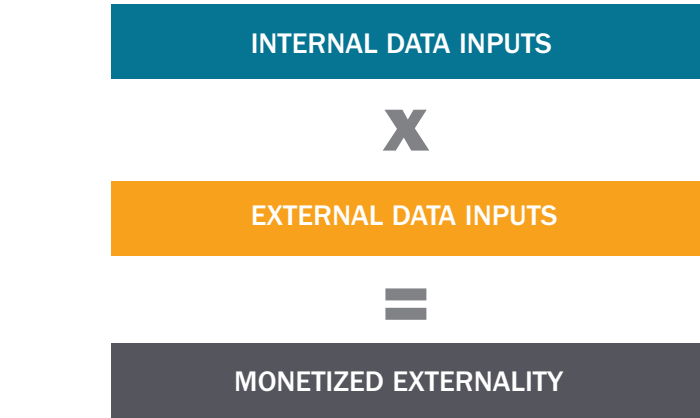 INTERNAL DATA INPUTS
x
EXTERNAL DATA INPUTS
=
MONETIZED EXTERNALITY